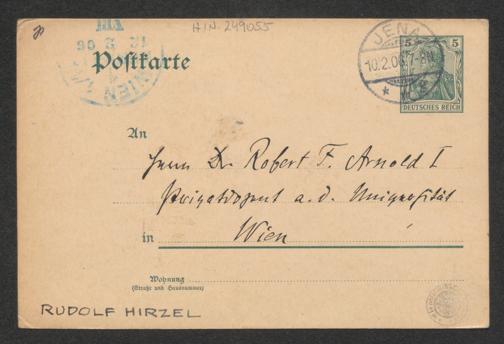 H.I.N. 249055
XVII
12. 2. 06
WIEN
Postkarte
JENA
10.2.06. 7-8N.
5 5
DEUTSCHES REICH
An
Herrn Dr. Robert F. Arnold I
Privatdozent a. d. Universität
in Wien
Wohnung
(Straße und Hausnummer)
RUDOLF HIRZEL